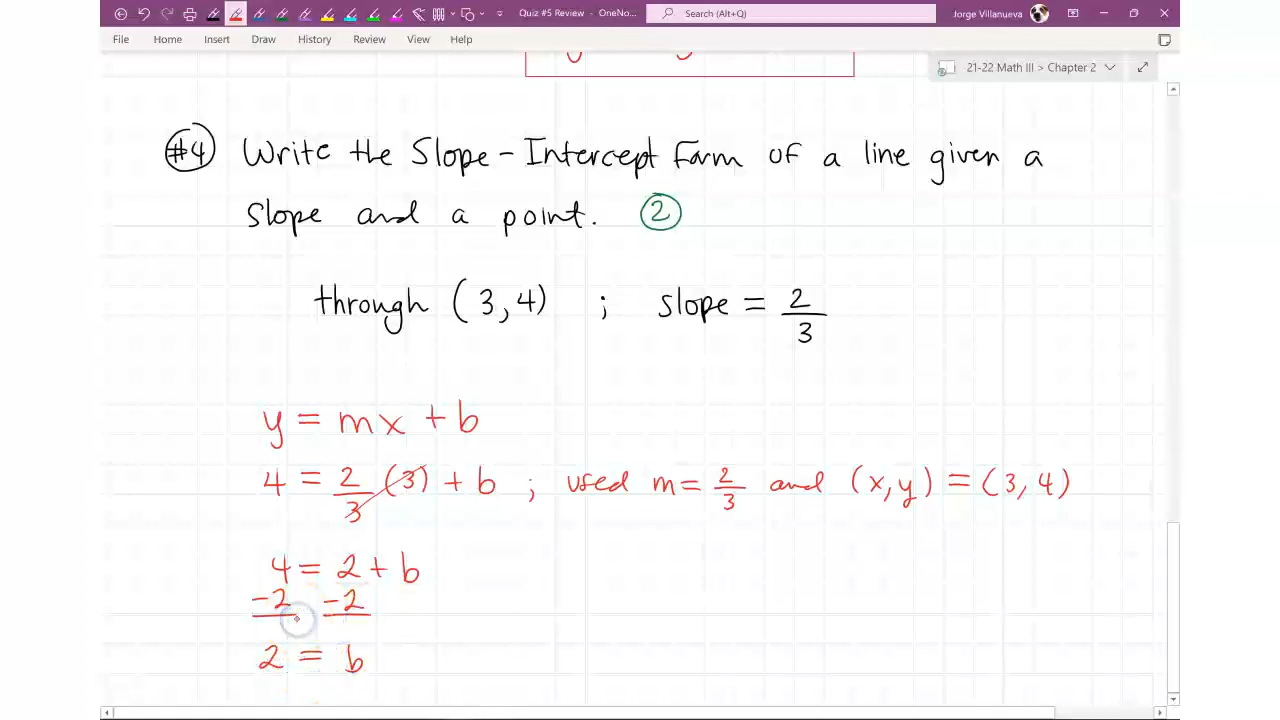 Quiz #5 Review - OneNo...
Search (Alt+Q)
Jorge Villanueva
File Home Insert Draw History Review View Help
21-22 Math III > Chapter 2
#4 Write the Slope-Intercept Form of a line given a
slope and a point. 2
through (3,4) ; slope = 2/3
y = mx + b
4 = 2/3 (3) + b ; used m = 2/3 and (x,y) = (3,4)
4 = 2 + b
-2 -2
2 = b